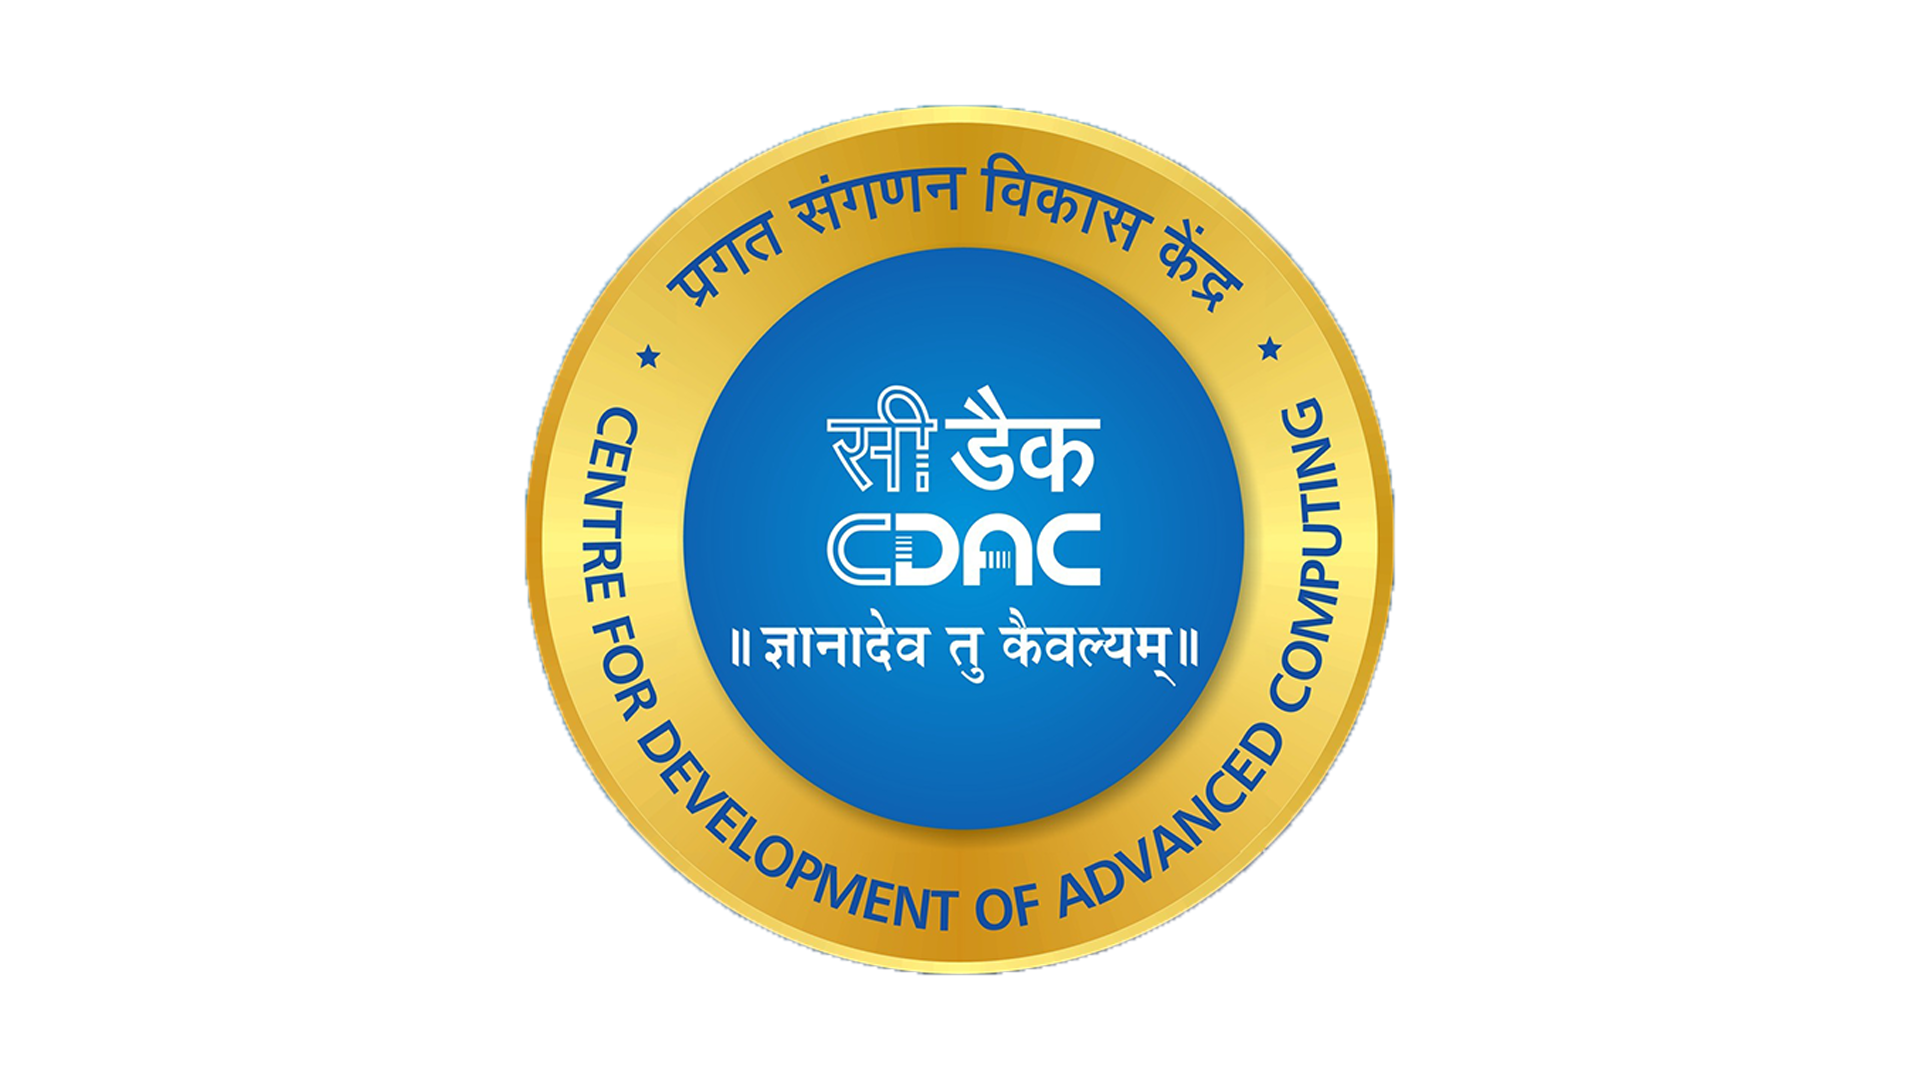 प्रगत संगणन विकास केंद्र
सी डैक
CDAC
॥ ज्ञानादेव तु कैवल्यम्॥
CENTRE FOR DEVELOPMENT OF ADVANCED COMPUTING